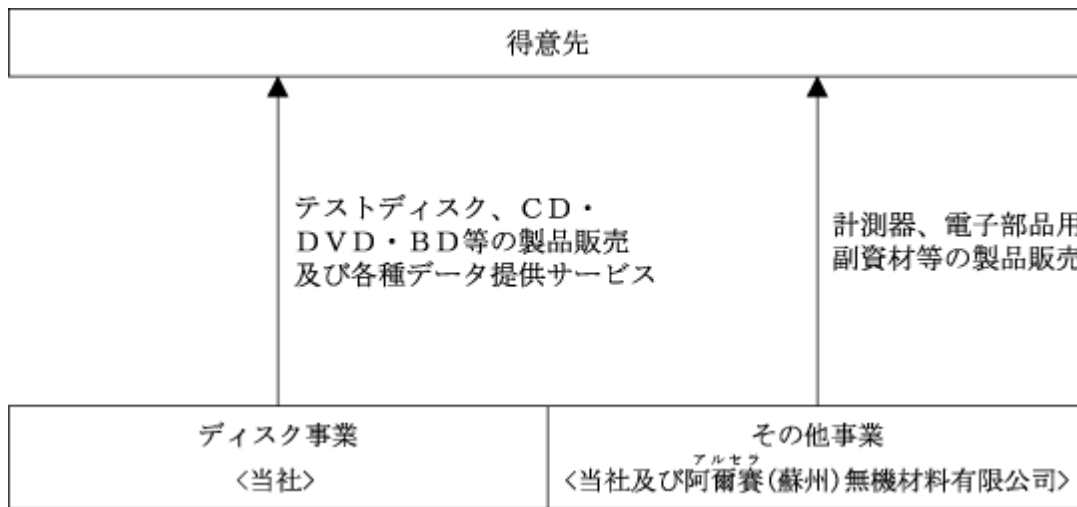 得意先
テストディスク、ＣＤ・
ＤＶＤ・ＢＤ等の製品販売
及び各種データ提供サービス
計測器、電子部品用
副資材等の製品販売
ディスク事業
<当社>
その他事業
アルセラ
<当社及び阿爾賽(蘇州)無機材料有限公司>